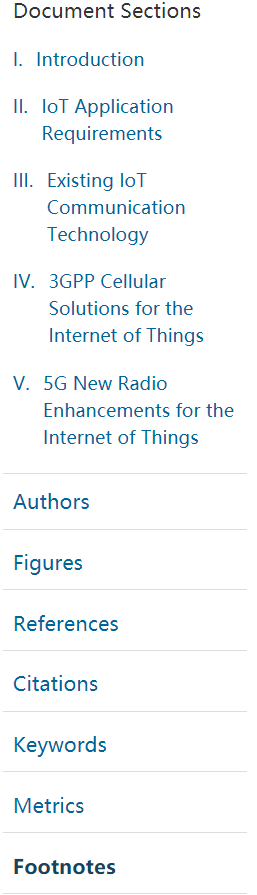 Document Sections
I. Introduction
II. IoT Application
Requirements
III. Existing IoT
Communication
Technology
IV. 3GPP Cellular
Solutions for the
Internet of Things
V. 5G New Radio
Enhancements for the
Internet of Things
Authors
Figures
References
Citations
Keywords
Metrics
Footnotes